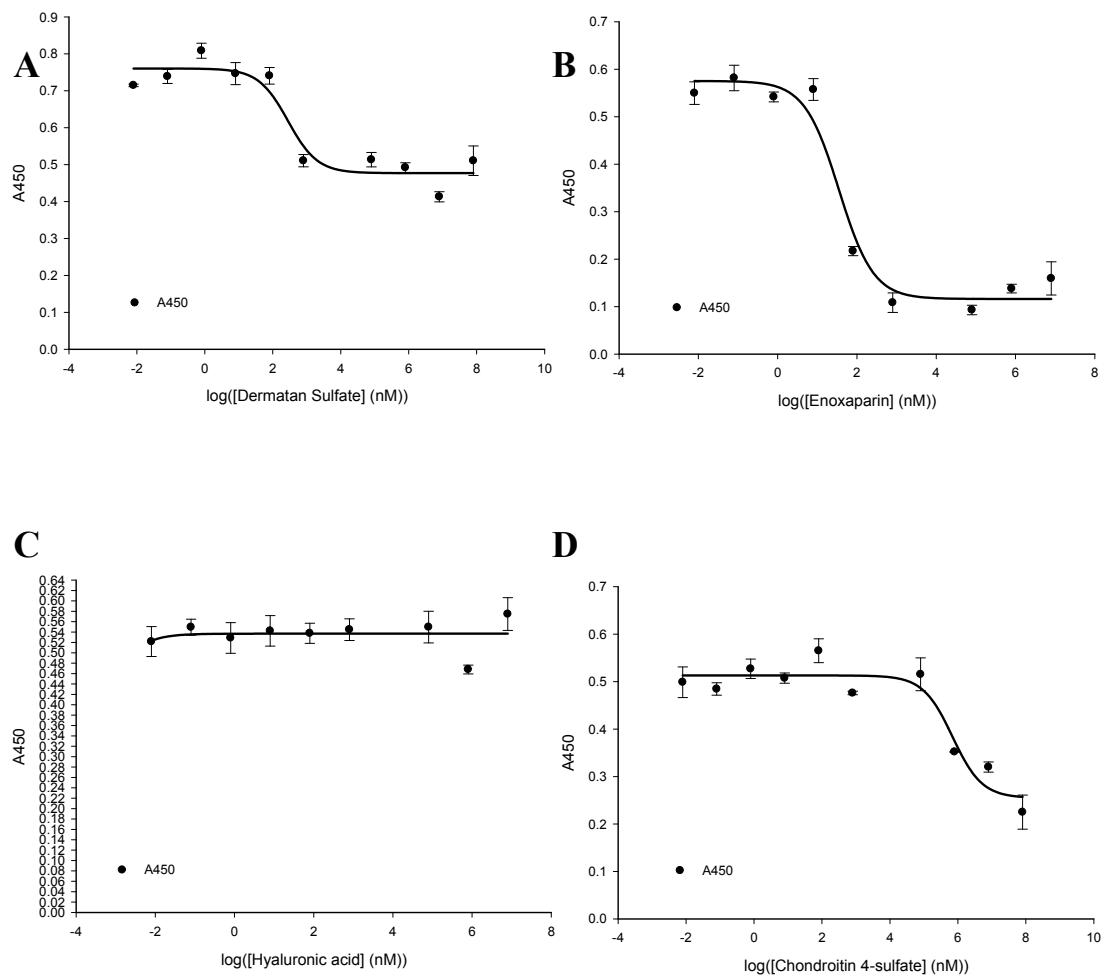 A
0.9
0.8
0.7
0.6
0.5
0.4
0.3
0.2
0.1
0.0
A450
A450
-4 -2 0 2 4 6 8 10
log([Dermatan Sulfate] (nM))
B
0.7
0.6
0.5
0.4
0.3
0.2
0.1
0.0
A450
A450
-4 -2 0 2 4 6 8
log([Enoxaparin] (nM))
C
0.64
0.62
0.60
0.58
0.56
0.54
0.52
0.50
0.48
0.46
0.44
0.42
0.40
0.38
0.36
0.34
0.32
0.30
0.28
0.26
0.24
0.22
0.20
0.18
0.16
0.14
0.12
0.10
0.08
0.06
0.04
0.02
0.00
A450
A450
-4 -2 0 2 4 6 8
log([Hyaluronic acid] (nM))
D
0.7
0.6
0.5
0.4
0.3
0.2
0.1
0.0
A450
A450
-4 -2 0 2 4 6 8 10
log([Chondroitin 4-sulfate] (nM))